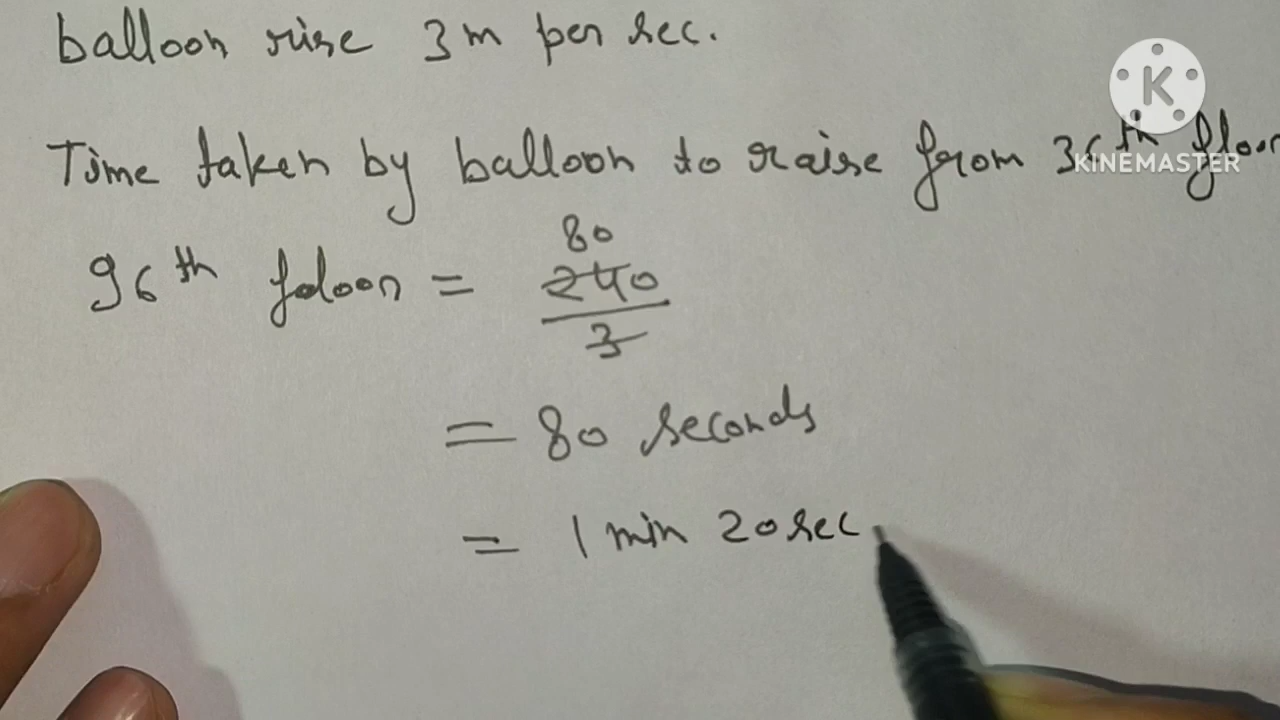 balloon rise 3m per sec.
K
KINEMASTER
Time taken by balloon to raise from 36th floor
96th foloon = 80
240
3
= 80 seconds
= 1 min 20 sec